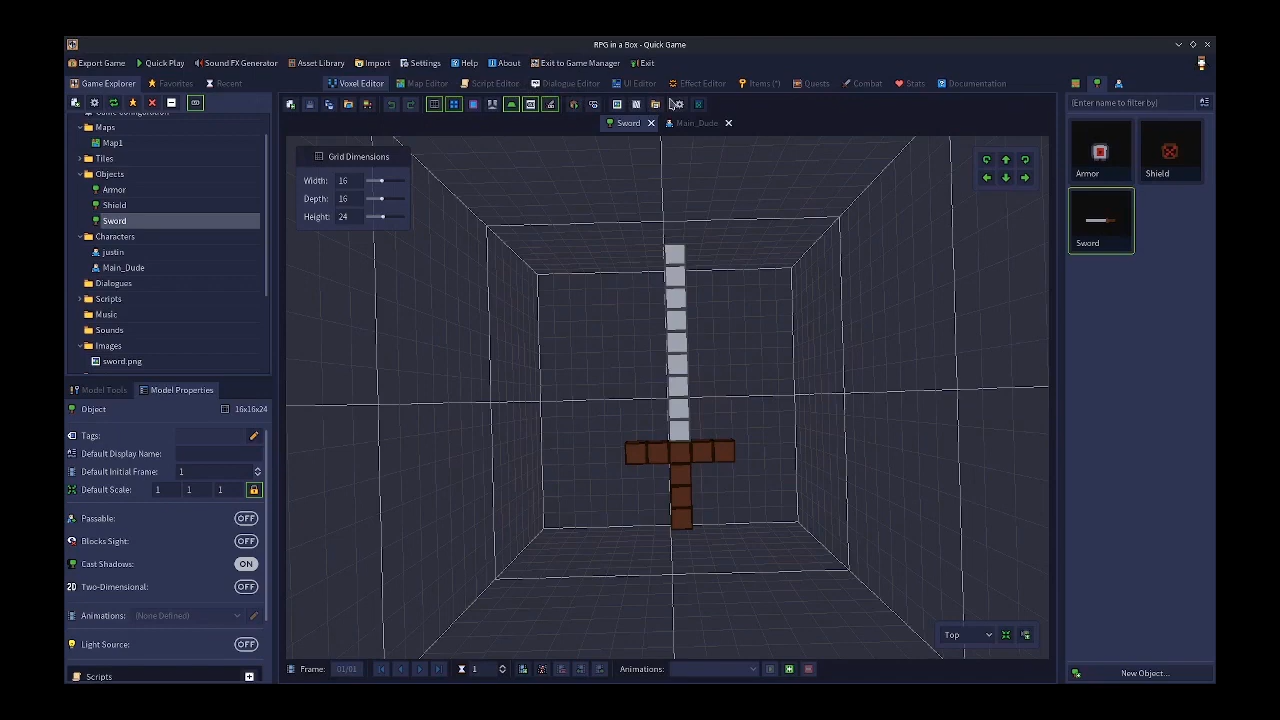 RPG in a Box - Quick Game
Export Game Quick Play Sound FX Generator Asset Library Import Settings Help About Exit to Game Manager Exit
Game Explorer Favorites Recent Voxel Editor Map Editor Script Editor Dialogue Editor UI Editor Effect Editor Items (*) Quests Combat Stats Documentation
(Enter name to filter by)
Sword Main_Dude
Maps
Map1
Tiles
Objects
Armor
Shield
Sword
Characters
justin
Main_Dude
Dialogues
Scripts
Music
Sounds
Images
sword.png
Grid Dimensions
Width: 16
Depth: 16
Height: 24
Armor Shield
Sword
Model Tools Model Properties
Object 16x16x24
Tags:
Default Display Name:
Default Initial Frame: 1
Default Scale: 1 1 1
Passable: OFF
Blocks Sight: OFF
Cast Shadows: ON
2D Two-Dimensional: OFF
Animations: (None Defined)
Light Source: OFF
Scripts
Top
Frame: 01/01 1 Animations:
New Object...